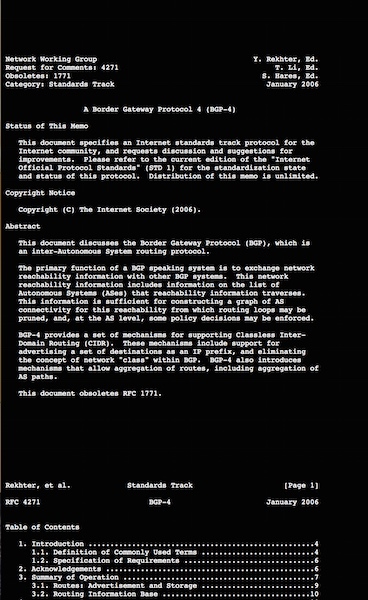 Network Working Group Y. Rekhter, Ed.
Request for Comments: 4271 T. Li, Ed.
Obsoletes: 1771 S. Hares, Ed.
Category: Standards Track January 2006
A Border Gateway Protocol 4 (BGP-4)
Status of This Memo
This document specifies an Internet standards track protocol for the
Internet community, and requests discussion and suggestions for
improvements. Please refer to the current edition of the "Internet
Official Protocol Standards" (STD 1) for the standardization state
and status of this protocol. Distribution of this memo is unlimited.
Copyright Notice
Copyright (C) The Internet Society (2006).
Abstract
This document discusses the Border Gateway Protocol (BGP), which is
an inter-Autonomous System routing protocol.
The primary function of a BGP speaking system is to exchange network
reachability information with other BGP systems. This network
reachability information includes information on the list of
Autonomous Systems (ASes) that reachability information traverses.
This information is sufficient for constructing a graph of AS
connectivity for this reachability from which routing loops may be
pruned, and, at the AS level, some policy decisions may be enforced.
BGP-4 provides a set of mechanisms for supporting Classless Inter-
Domain Routing (CIDR). These mechanisms include support for
advertising a set of destinations as an IP prefix, and eliminating
the concept of network "class" within BGP. BGP-4 also introduces
mechanisms that allow aggregation of routes, including aggregation of
AS paths.
This document obsoletes RFC 1771.
Rekhter, et al. Standards Track [Page 1]
RFC 4271 BGP-4 January 2006
Table of Contents
1. Introduction ....................................................4
1.1. Definition of Commonly Used Terms ..........................4
1.2. Specification of Requirements ..............................6
2. Acknowledgements ................................................6
3. Summary of Operation ............................................7
3.1. Routes: Advertisement and Storage ..........................9
3.2. Routing Information Base ..................................10